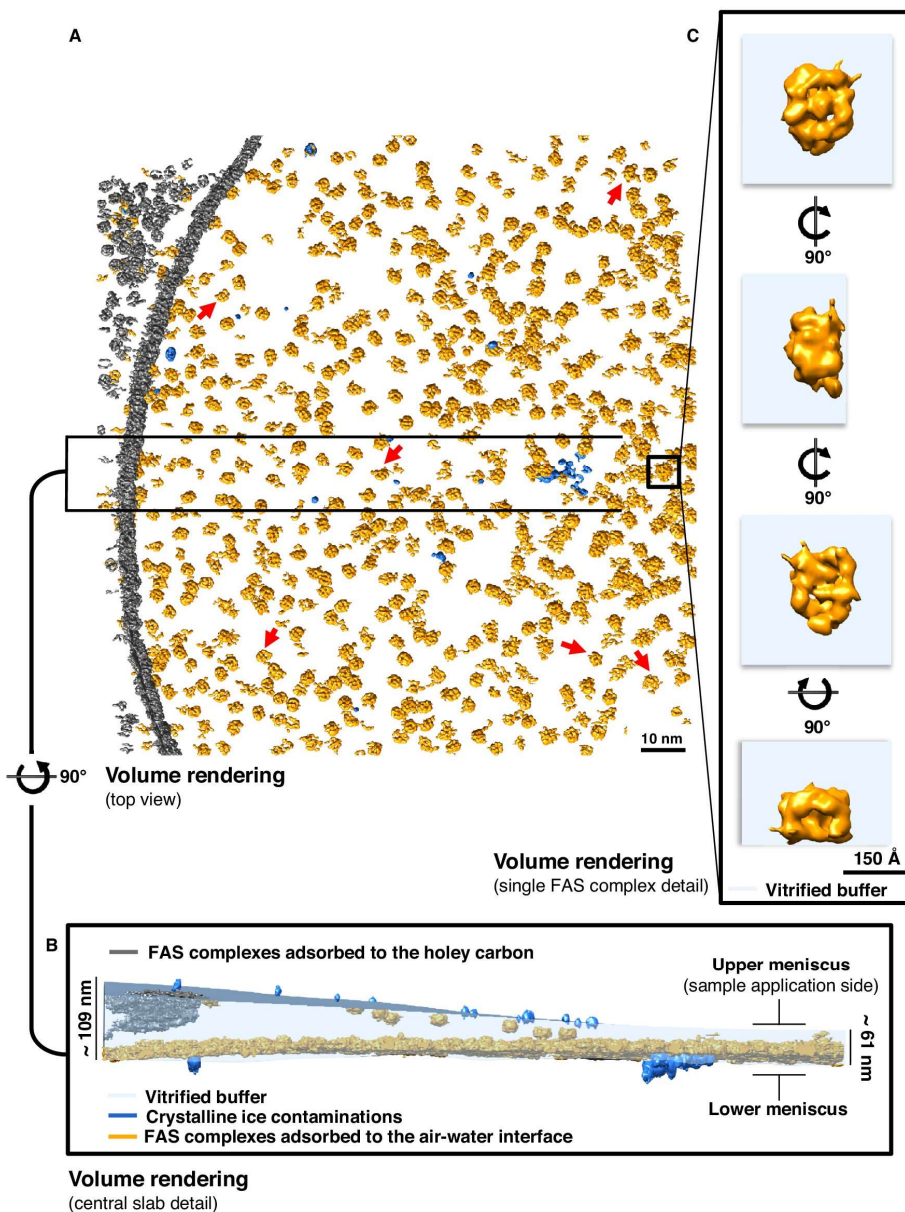 A
C
90°
90°
90°
10 nm
90°
Volume rendering
(top view)
Volume rendering
(single FAS complex detail)
150 Å
Vitrified buffer
B
FAS complexes adsorbed to the holey carbon
Upper meniscus
(sample application side)
~ 109 nm
~ 61 nm
Lower meniscus
Vitrified buffer
Crystalline ice contaminations
FAS complexes adsorbed to the air-water interface
Volume rendering
(central slab detail)